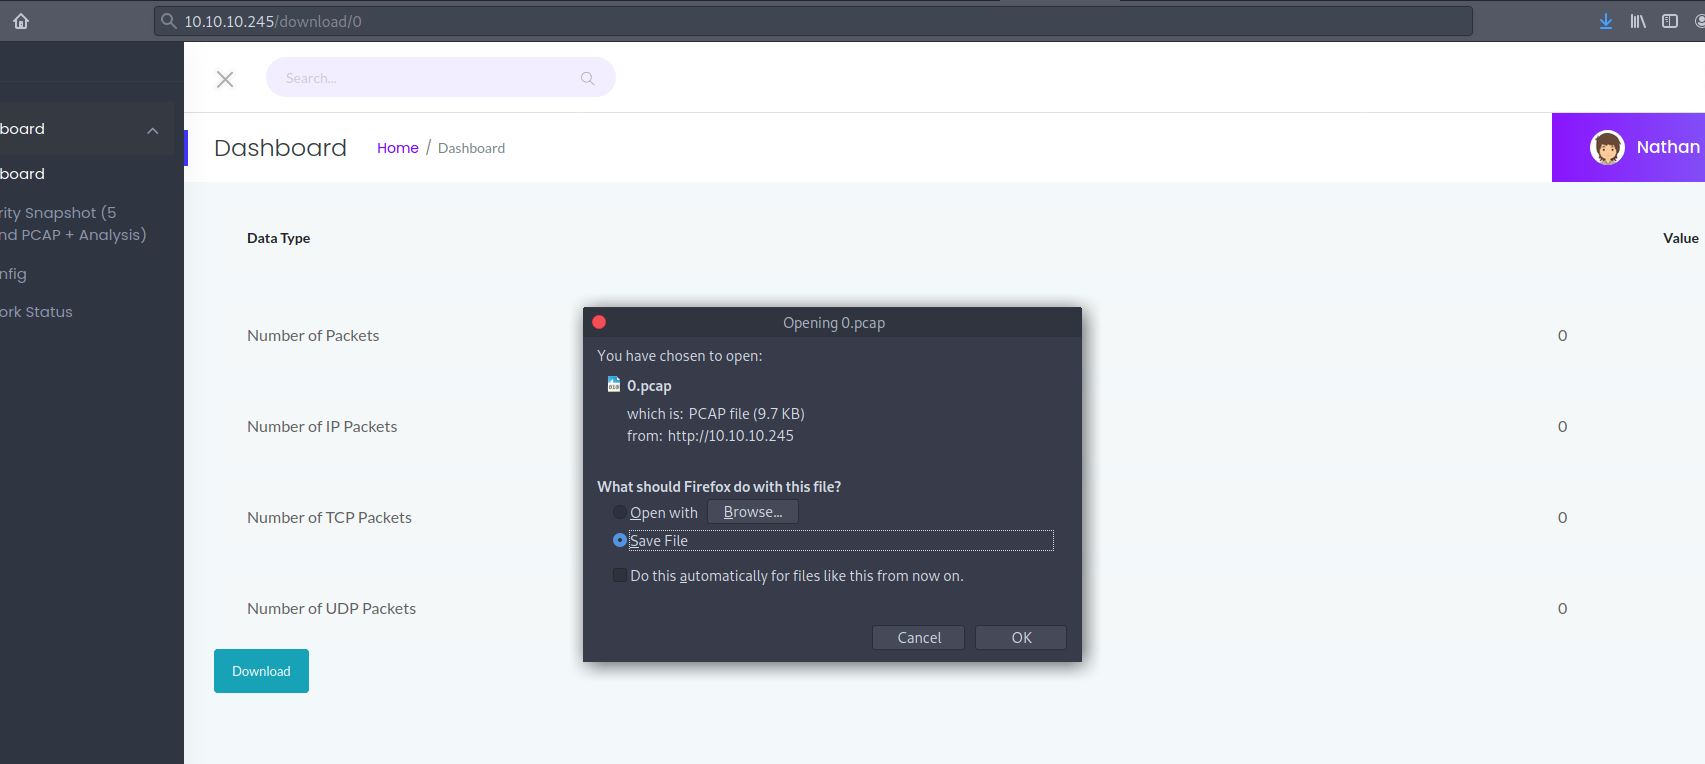 10.10.10.245/download/0
Search...
board
Dashboard
Home / Dashboard
Nathan
board
rity Snapshot (5
nd PCAP + Analysis)
nfig
ork Status
Data Type
Value
Number of Packets
0
Number of IP Packets
0
Number of TCP Packets
0
Number of UDP Packets
0
Download
Opening 0.pcap
You have chosen to open:
0.pcap
which is: PCAP file (9.7 KB)
from: http://10.10.10.245
What should Firefox do with this file?
Open with
Browse...
Save File
Do this automatically for files like this from now on.
Cancel
OK